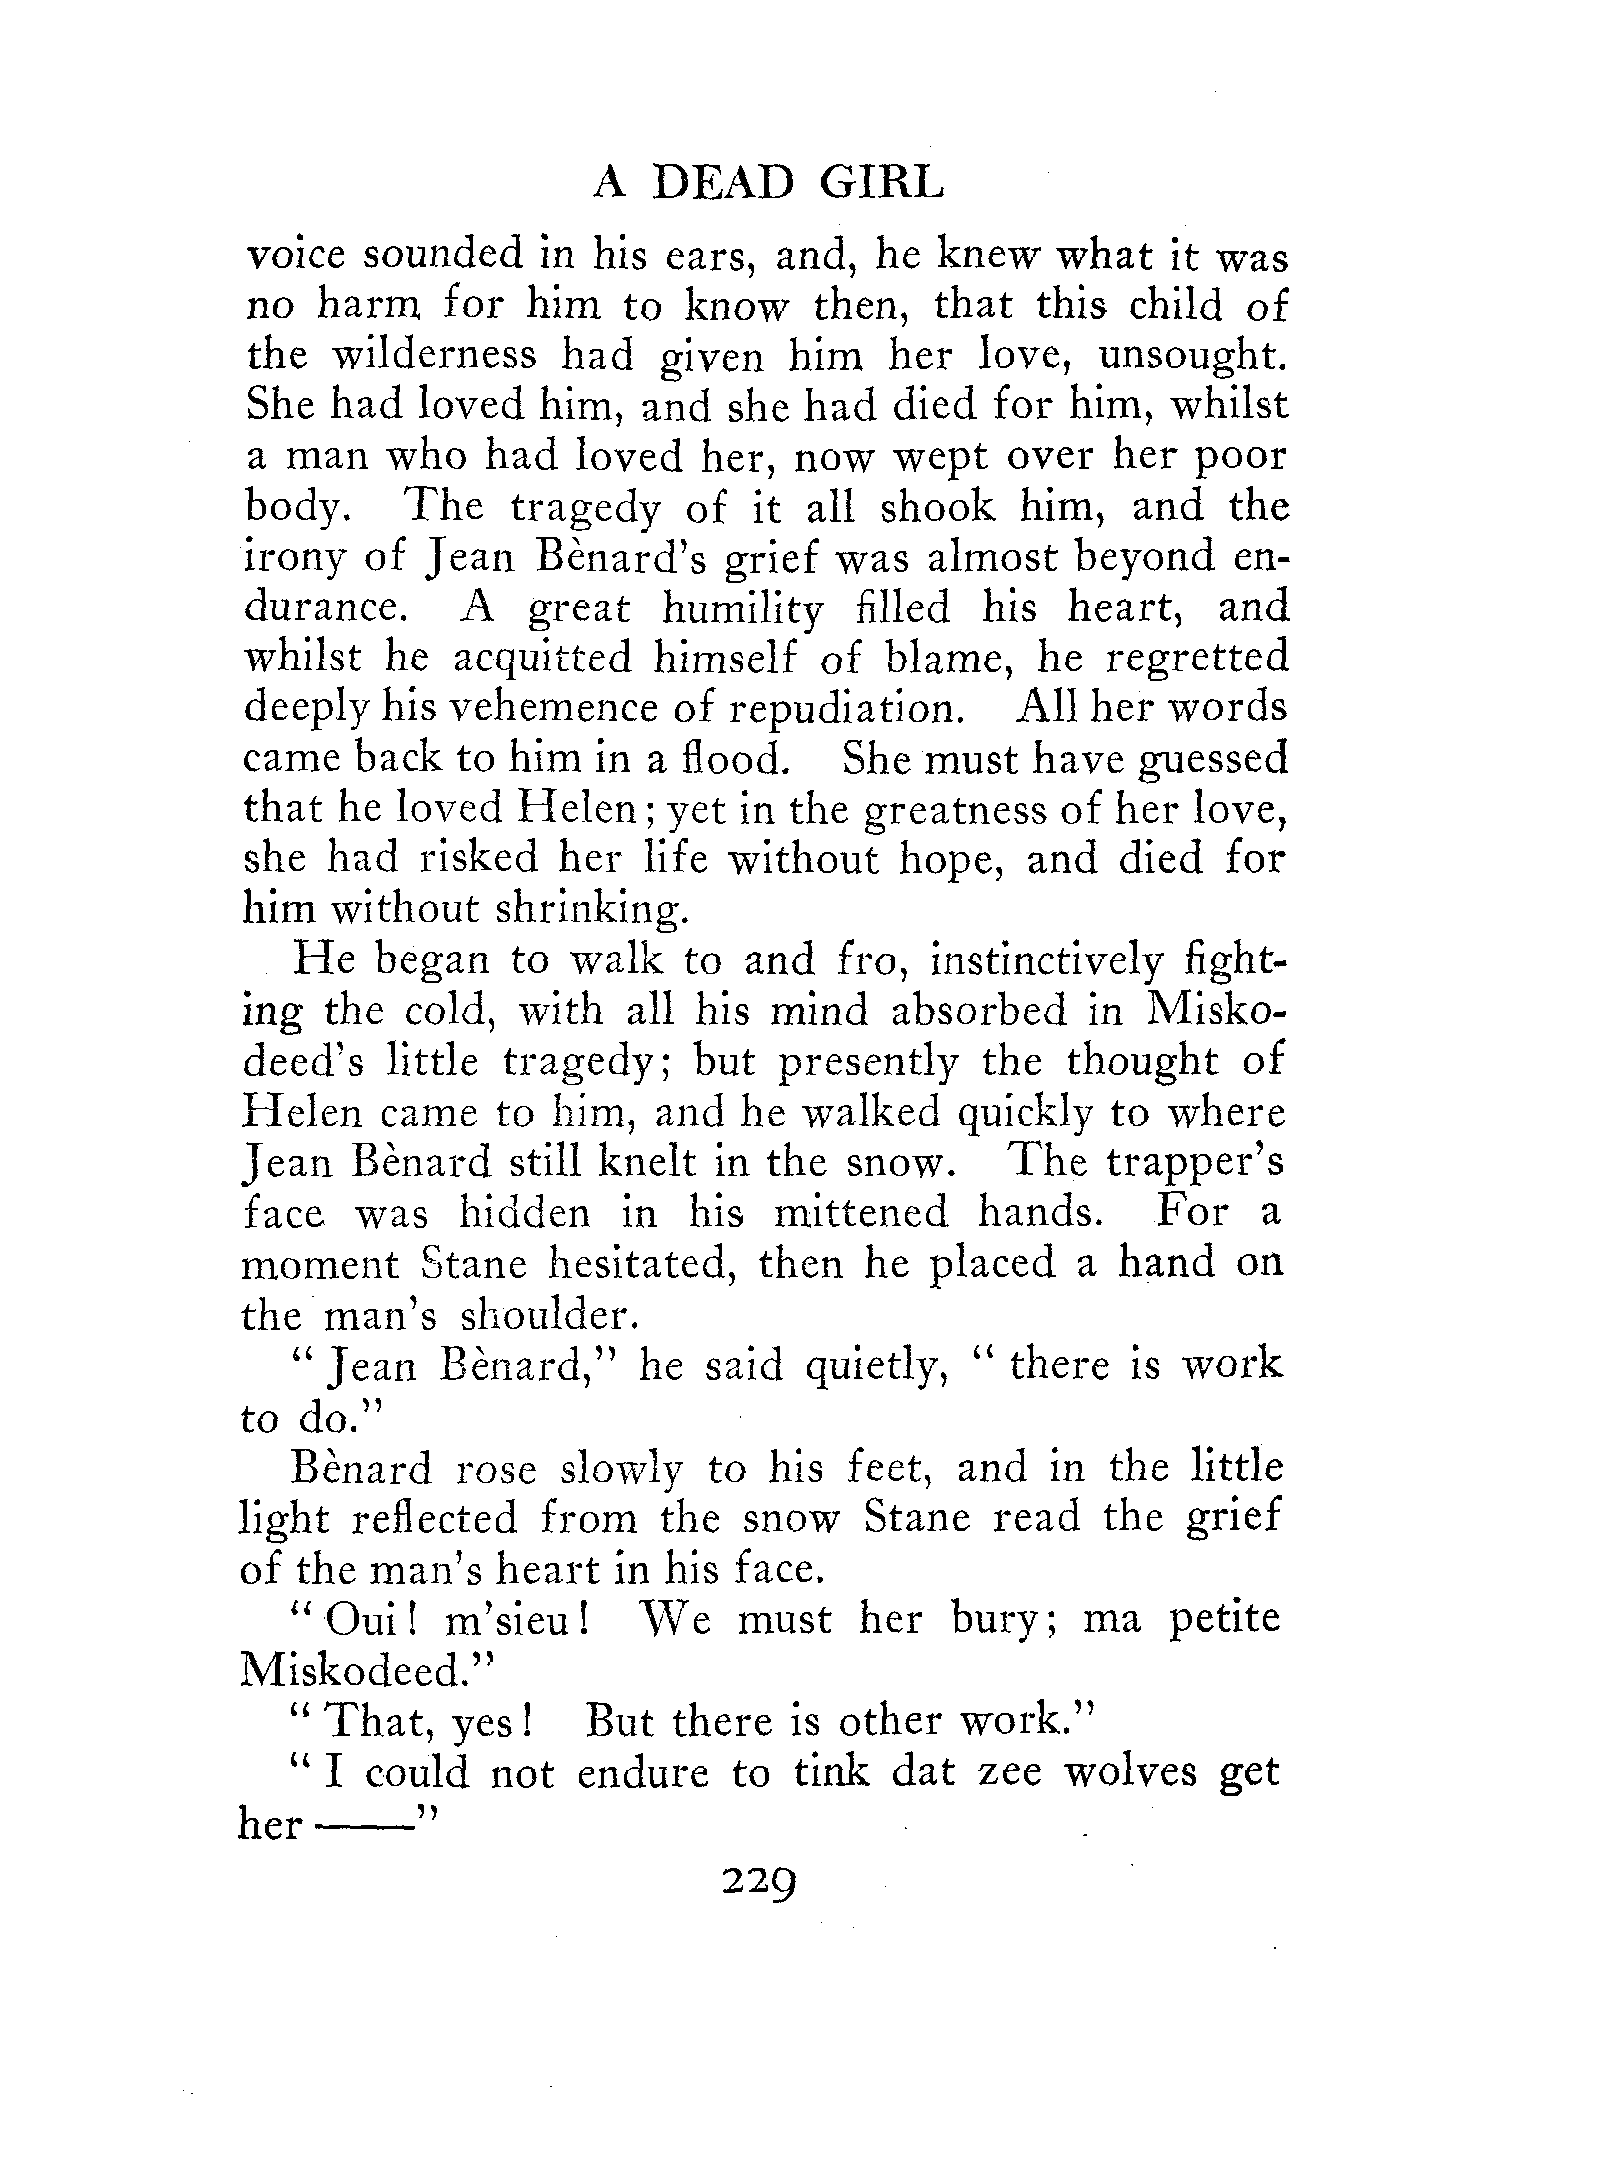 A DEAD GIRL
voice sounded in his ears, and, he knew what it was
no harm for him to know then, that this child of
the wilderness had given him her love, unsought.
She had loved him, and she had died for him, whilst
a man who had loved her, now wept over her poor
body. The tragedy of it all shook him, and the
irony of Jean Bènard's grief was almost beyond en-
durance. A great humility filled his heart, and
whilst he acquitted himself of blame, he regretted
deeply his vehemence of repudiation. All her words
came back to him in a flood. She must have guessed
that he loved Helen; yet in the greatness of her love,
she had risked her life without hope, and died for
him without shrinking.
He began to walk to and fro, instinctively fight-
ing the cold, with all his mind absorbed in Misko-
deed's little tragedy; but presently the thought of
Helen came to him, and he walked quickly to where
Jean Bènard still knelt in the snow. The trapper's
face was hidden in his mittened hands. For a
moment Stane hesitated, then he placed a hand on
the man's shoulder.
" Jean Bènard," he said quietly, " there is work
to do."
Bènard rose slowly to his feet, and in the little
light reflected from the snow Stane read the grief
of the man's heart in his face.
" Oui! m'sieu! We must her bury; ma petite
Miskodeed."
" That, yes! But there is other work."
" I could not endure to tink dat zee wolves get
her ——"
229